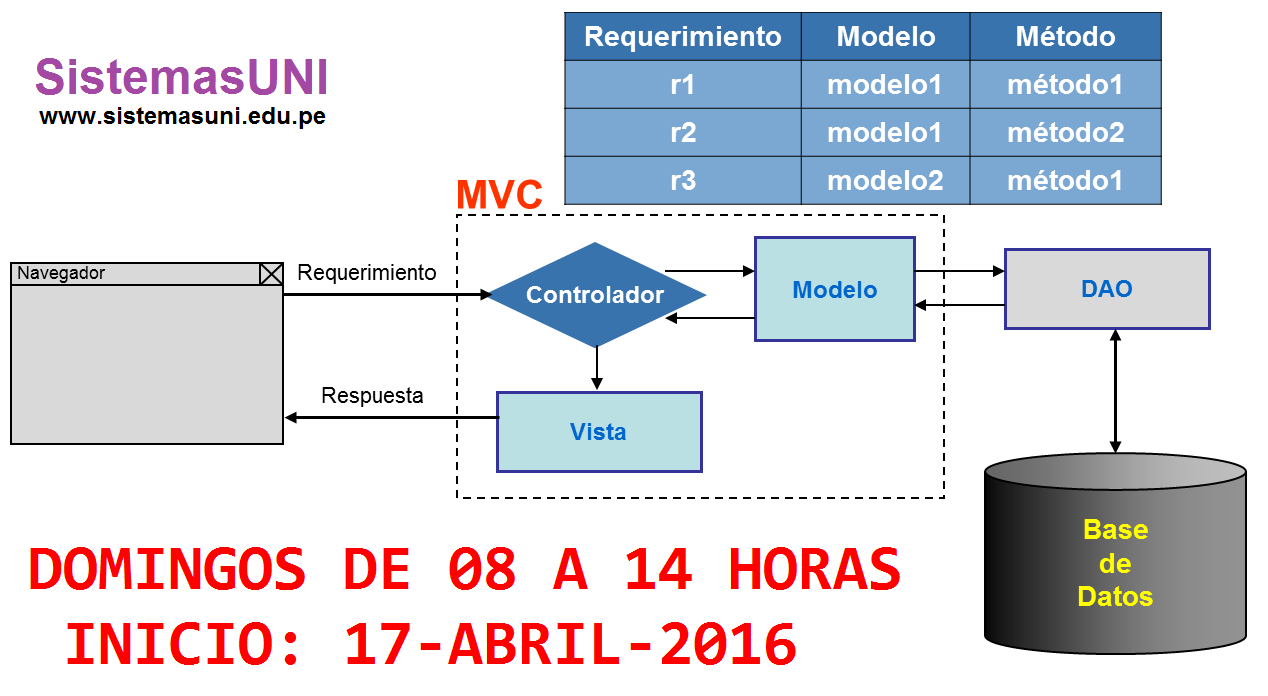 SistemasUNI
www.sistemasuni.edu.pe
Requerimiento Modelo Método
r1 modelo1 método1
r2 modelo1 método2
r3 modelo2 método1
MVC
Navegador
Requerimiento
Controlador
Modelo
DAO
Respuesta
Vista
Base
de
Datos
DOMINGOS DE 08 A 14 HORAS
INICIO: 17-ABRIL-2016